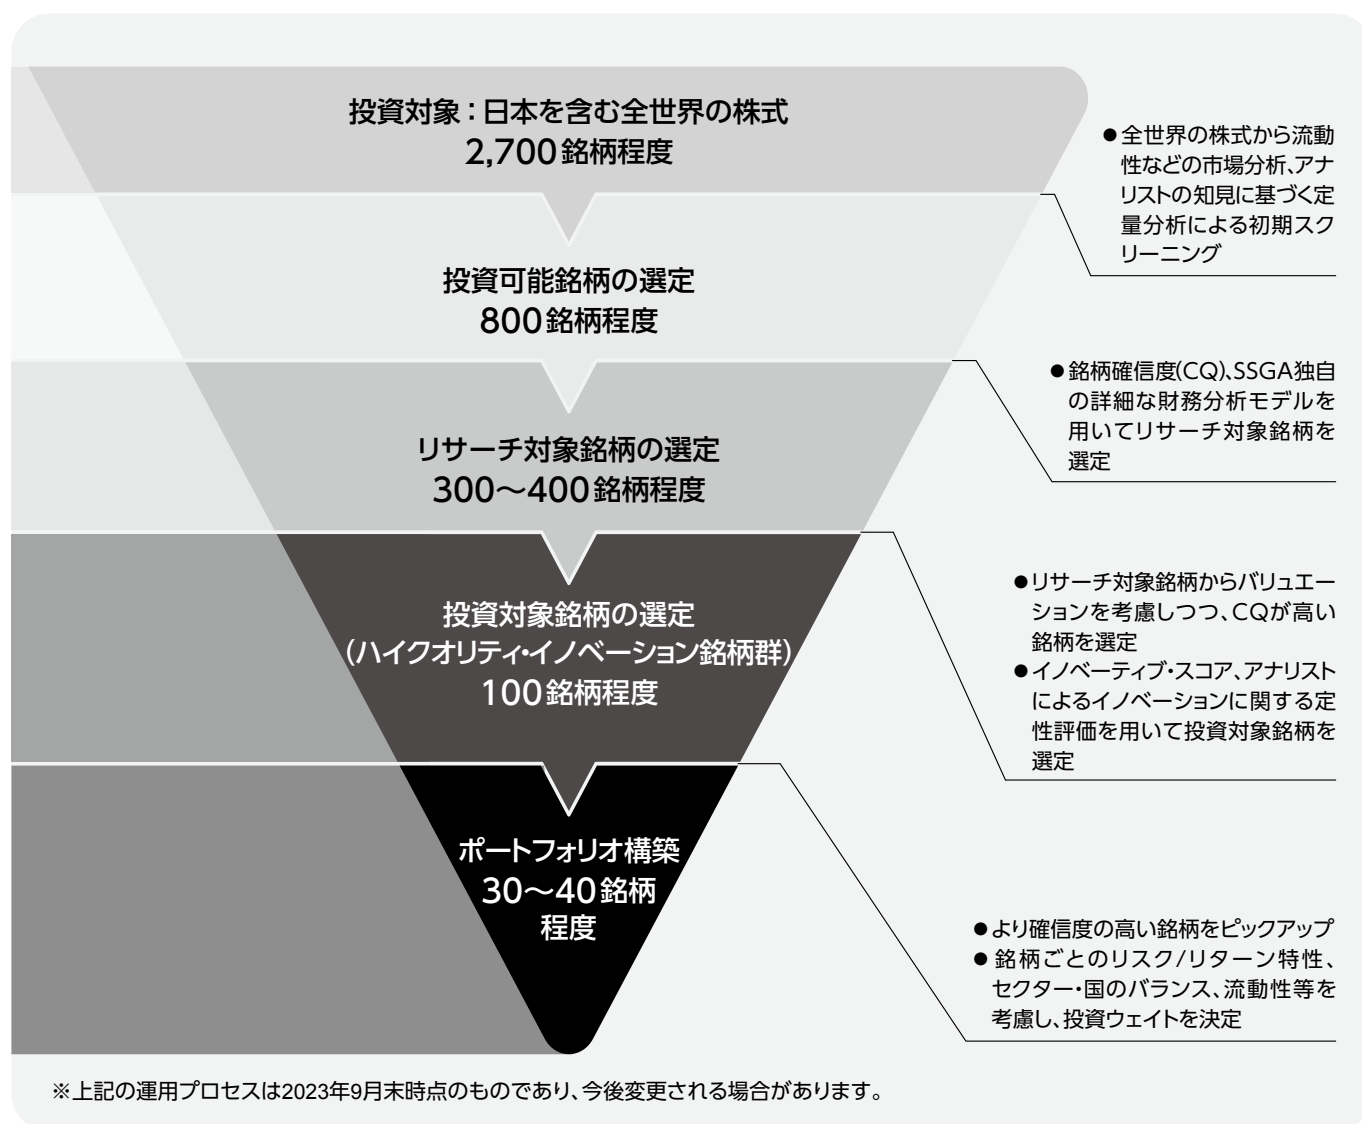 投資対象：日本を含む全世界の株式
2,700銘柄程度
●全世界の株式から流動
性などの市場分析、アナ
リストの知見に基づく定
量分析による初期スク
リーニング
投資可能銘柄の選定
800銘柄程度
●銘柄確信度(CQ)、SSGA独自
の詳細な財務分析モデルを
用いてリサーチ対象銘柄を
選定
リサーチ対象銘柄の選定
300～400銘柄程度
●リサーチ対象銘柄からバリュエー
ションを考慮しつつ、CQが高い
銘柄を選定
●イノベーティブ・スコア、アナリスト
によるイノベーションに関する定
性評価を用いて投資対象銘柄を
選定
投資対象銘柄の選定
（ハイクオリティ・イノベーション銘柄群）
100銘柄程度
ポートフォリオ構築
30～40銘柄
程度
●より確信度の高い銘柄をピックアップ
●銘柄ごとのリスク/リターン特性、
セクター・国のバランス、流動性等を
考慮し、投資ウェイトを決定
※上記の運用プロセスは2023年9月末時点のものであり、今後変更される場合があります。